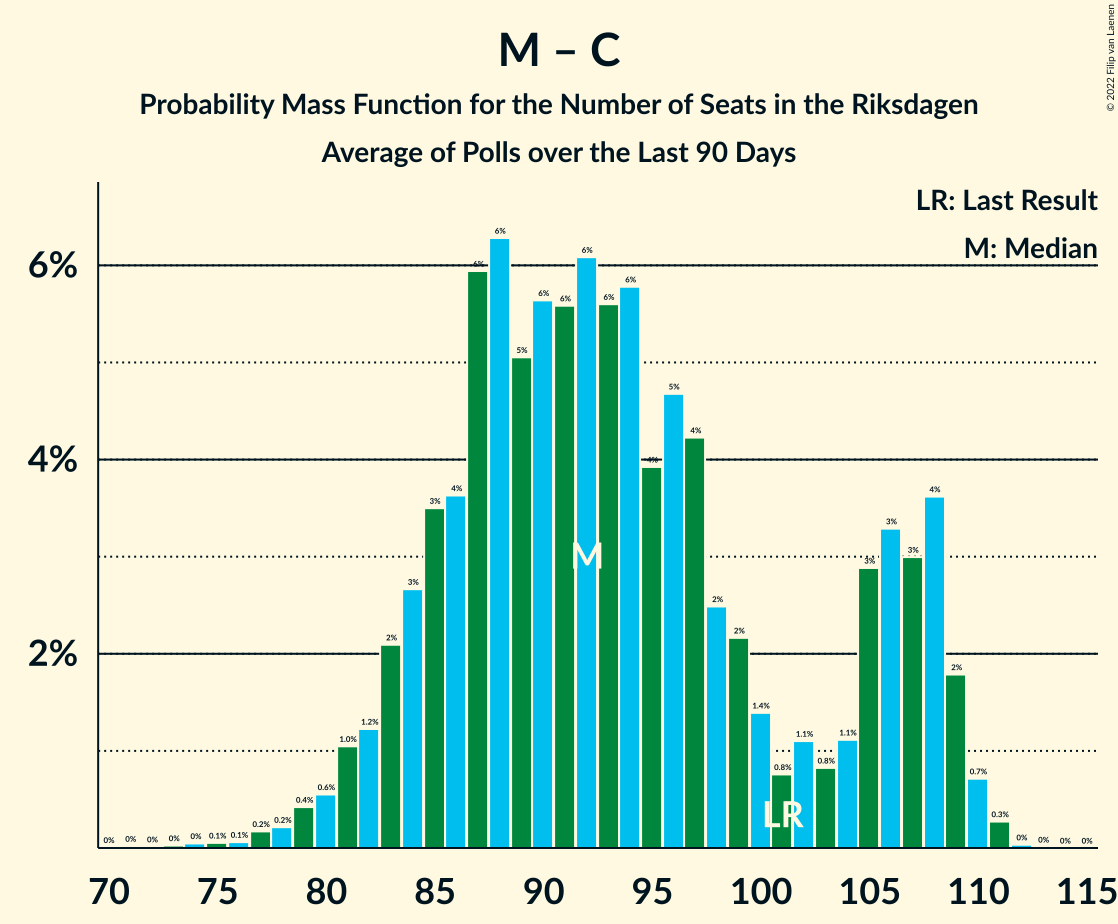 M – C
Probability Mass Function for the Number of Seats in the Riksdagen
Average of Polls over the Last 90 Days
© 2022 Filip van Laenen
LR: Last Result
M: Median
6%
4%
2%
0% 0% 0% 0% 0% 0.1% 0.1% 0.2% 0.2% 0.4% 0.6% 1.0% 1.2% 2% 3% 3% 4% 6% 6% 5% 6% 6% 6% 6% 6% 4% 5% 4% 2% 2% 1.4% 0.8% 1.1% 0.8% 1.1% 3% 3% 3% 4% 2% 0.7% 0.3% 0% 0% 0% 0%
M
LR
70 75 80 85 90 95 100 105 110 115